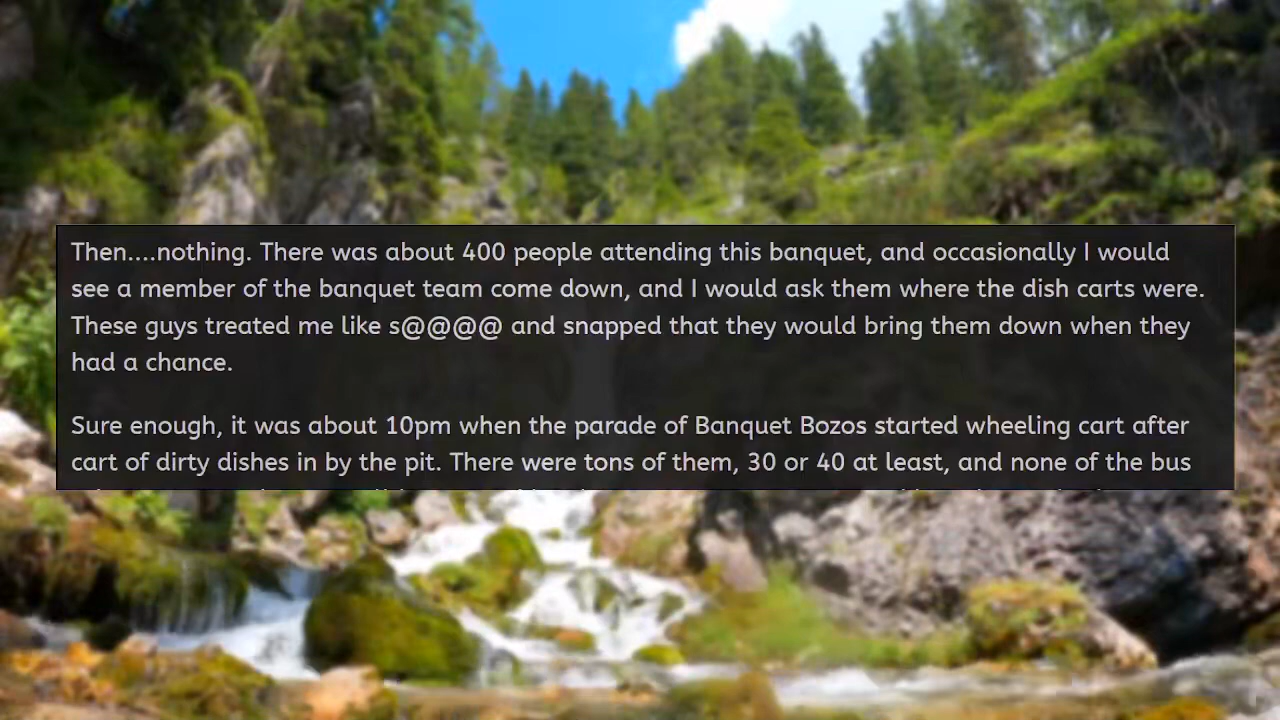 Then....nothing. There was about 400 people attending this banquet, and occasionally I would
see a member of the banquet team come down, and I would ask them where the dish carts were.
These guys treated me like s@@@@ and snapped that they would bring them down when they
had a chance.
Sure enough, it was about 10pm when the parade of Banquet Bozos started wheeling cart after
cart of dirty dishes in by the pit. There were tons of them, 30 or 40 at least, and none of the bus